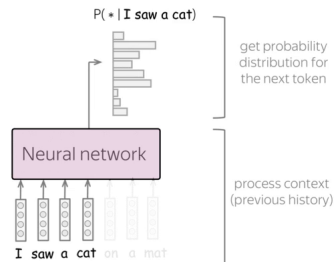 P( * | I saw a cat)
get probability
distribution for
the next token
Neural network
process context
(previous history)
I saw a cat on a mat